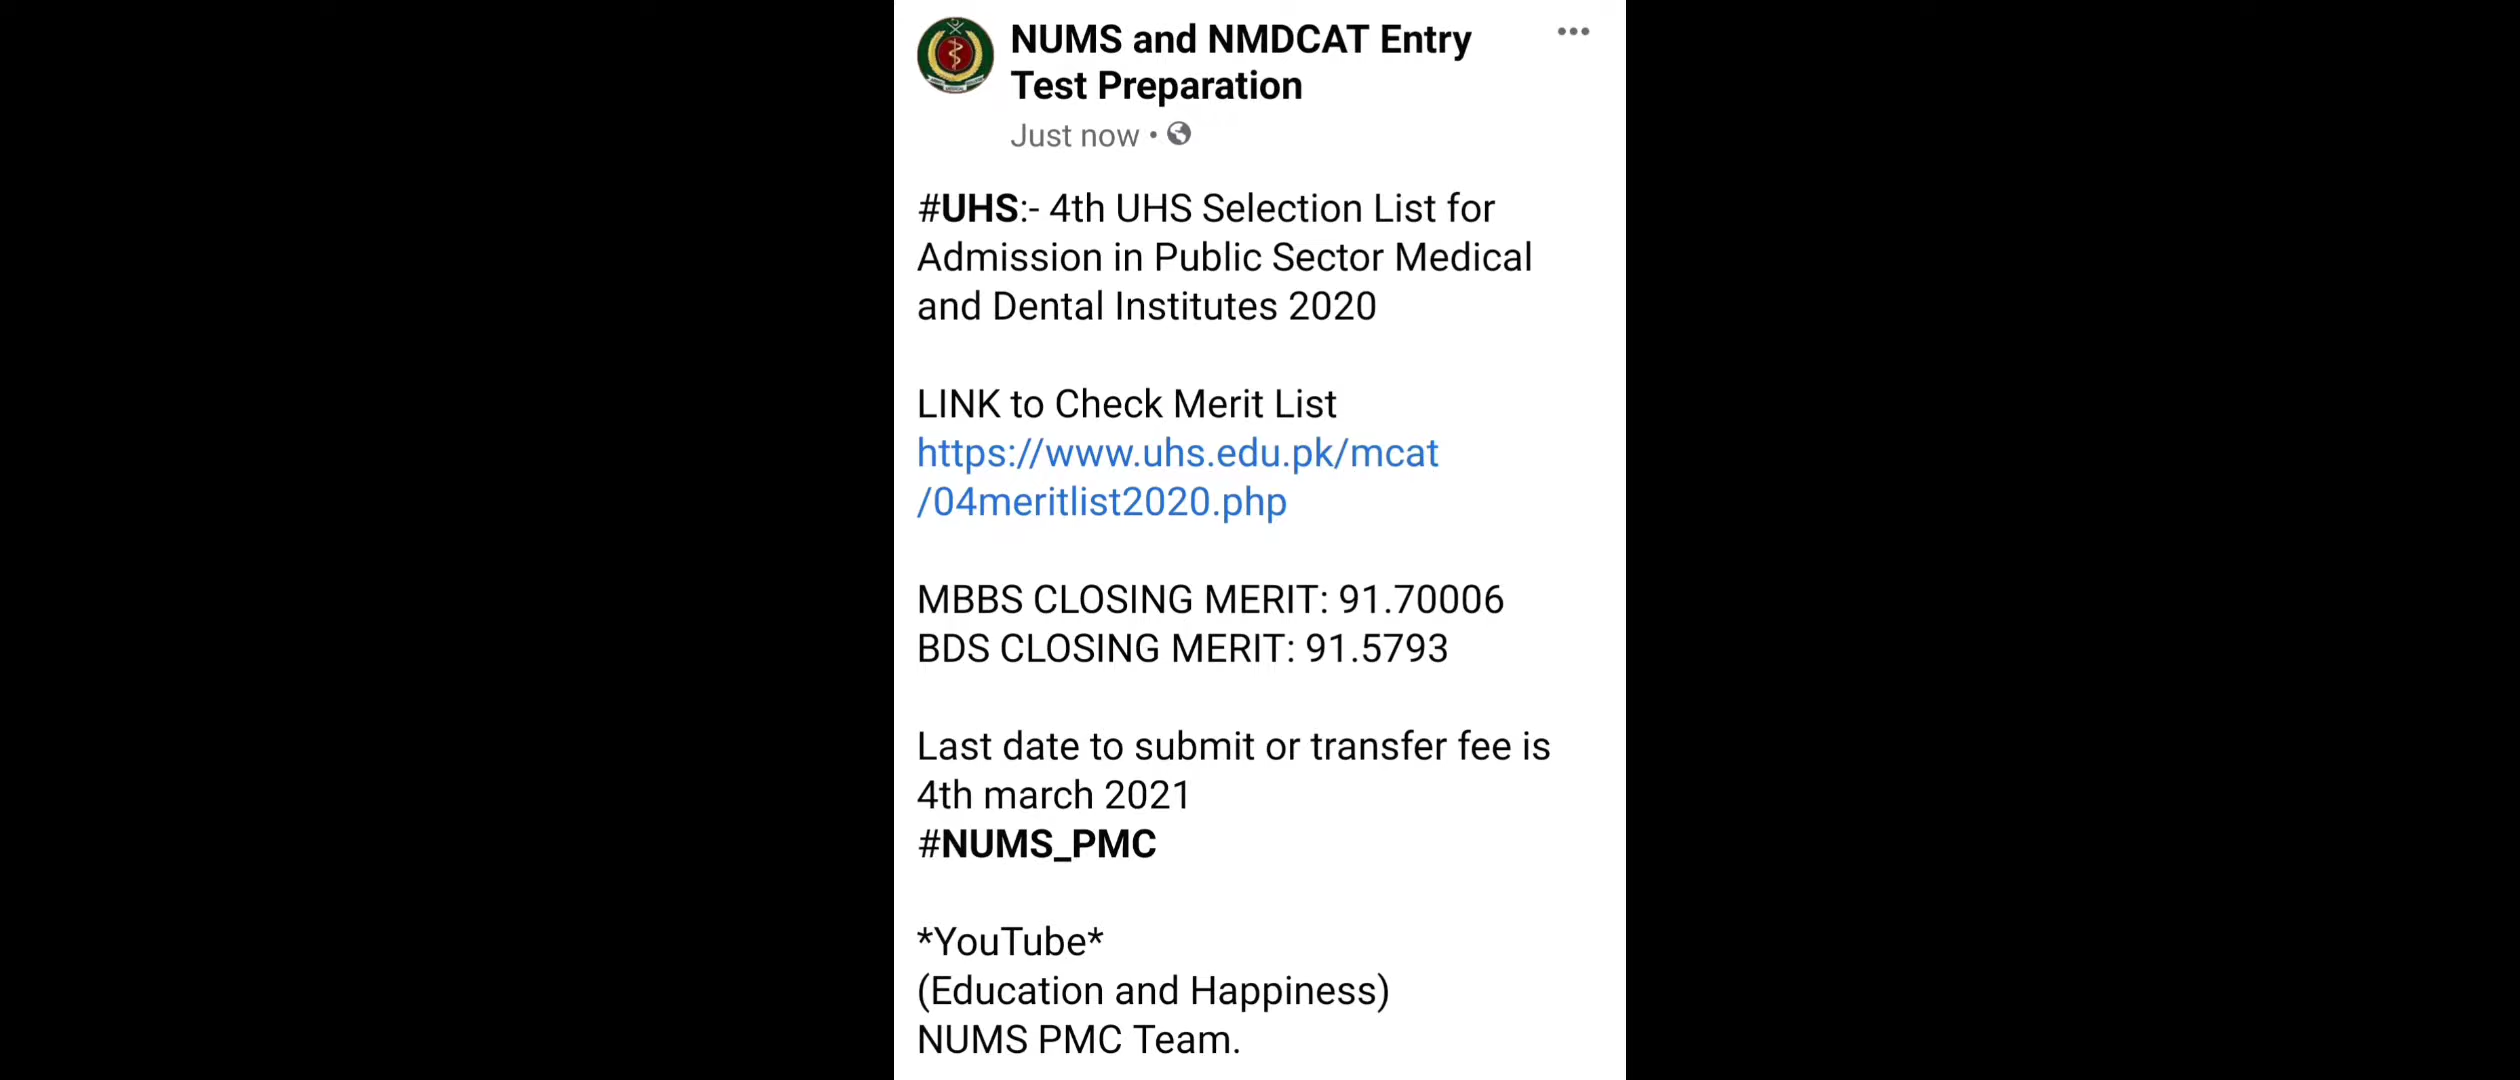 NUMS and NMDCAT Entry
Test Preparation
Just now •
#UHS:- 4th UHS Selection List for
Admission in Public Sector Medical
and Dental Institutes 2020
LINK to Check Merit List
https://www.uhs.edu.pk/mcat
/04meritlist2020.php
MBBS CLOSING MERIT: 91.70006
BDS CLOSING MERIT: 91.5793
Last date to submit or transfer fee is
4th march 2021
#NUMS_PMC
*YouTube*
(Education and Happiness)
NUMS PMC Team.